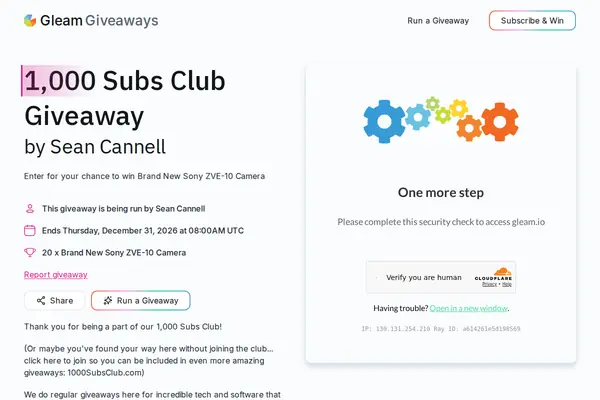 Gleam Giveaways
Run a Giveaway
Subscribe & Win
1,000 Subs Club
Giveaway
by Sean Cannell
Enter for your chance to win Brand New Sony ZVE-10 Camera
This giveaway is being run by Sean Cannell
Ends Thursday, December 31, 2026 at 08:00AM UTC
20 x Brand New Sony ZVE-10 Camera
Report giveaway
Share
Run a Giveaway
Thank you for being a part of our 1,000 Subs Club!
(Or maybe you've found your way here without joining the club...
click here to join so you can be included in even more amazing
giveaways: 1000SubsClub.com)
We do regular giveaways here for incredible tech and software that
One more step
Please complete this security check to access gleam.io
Verify you are human
CLOUDFLARE
Privacy • Help
Having trouble? Open in a new window.
IP: 130.131.254.210 Ray ID: a614261e5d198569